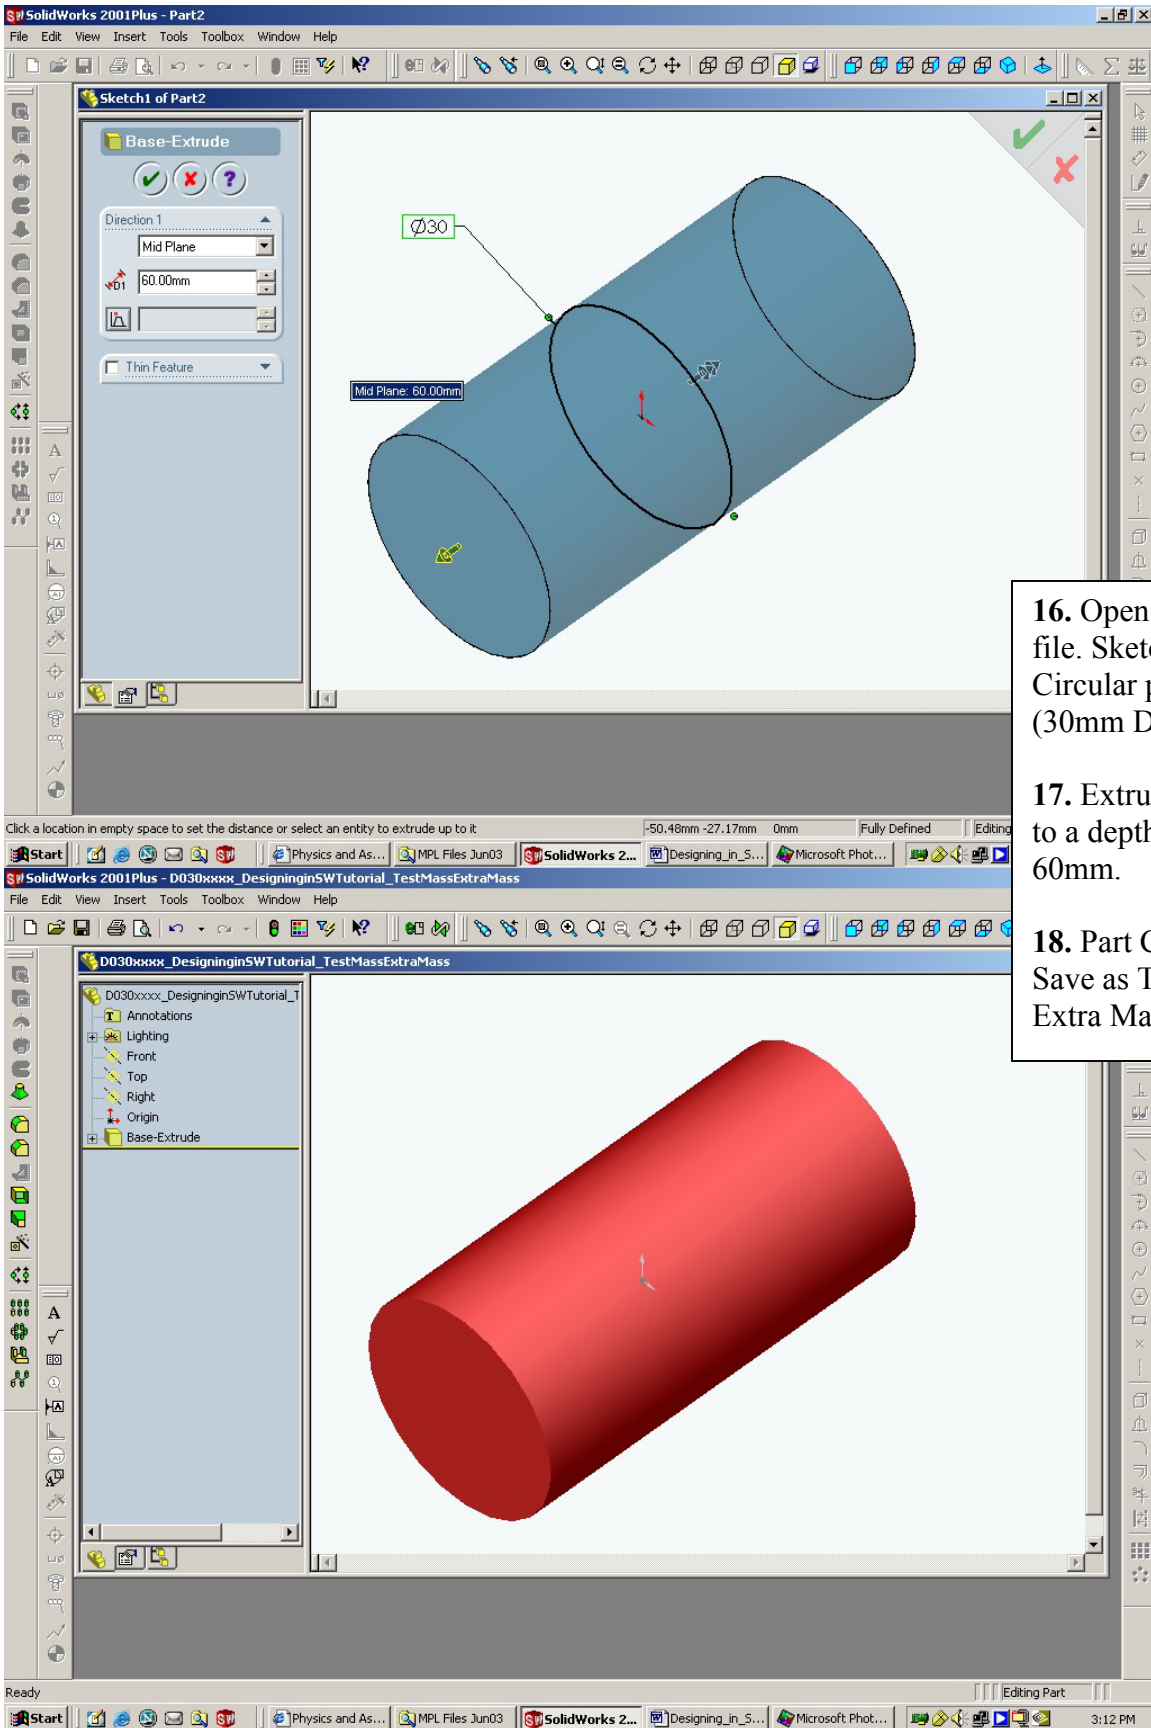 SolidWorks 2001Plus - Part2
File Edit View Insert Tools Toolbox Window Help
Sketch1 of Part2
Base-Extrude
Direction 1
Mid Plane
D1 60.00mm
Thin Feature
Ø30
Mid Plane: 60.00mm
Click a location in empty space to set the distance or select an entity to extrude up to it
-50.48mm -27.17mm 0mm Fully Defined Editing
Start Physics and As... MPL Files Jun03 SolidWorks 2... Designing_in_S... Microsoft Phot...
16. Open
file. Sketc
Circular p
(30mm D
17. Extru
to a depth
60mm.
18. Part C
Save as T
Extra Ma
SolidWorks 2001Plus - D030xxxx_DesigninginSWTutorial_TestMassExtraMass
File Edit View Insert Tools Toolbox Window Help
D030xxxx_DesigninginSWTutorial_TestMassExtraMass
D030xxxx_DesigninginSWTutorial_T
Annotations
Lighting
Front
Top
Right
Origin
Base-Extrude
Ready
Editing Part
Start Physics and As... MPL Files Jun03 SolidWorks 2... Designing_in_S... Microsoft Phot... 3:12 PM